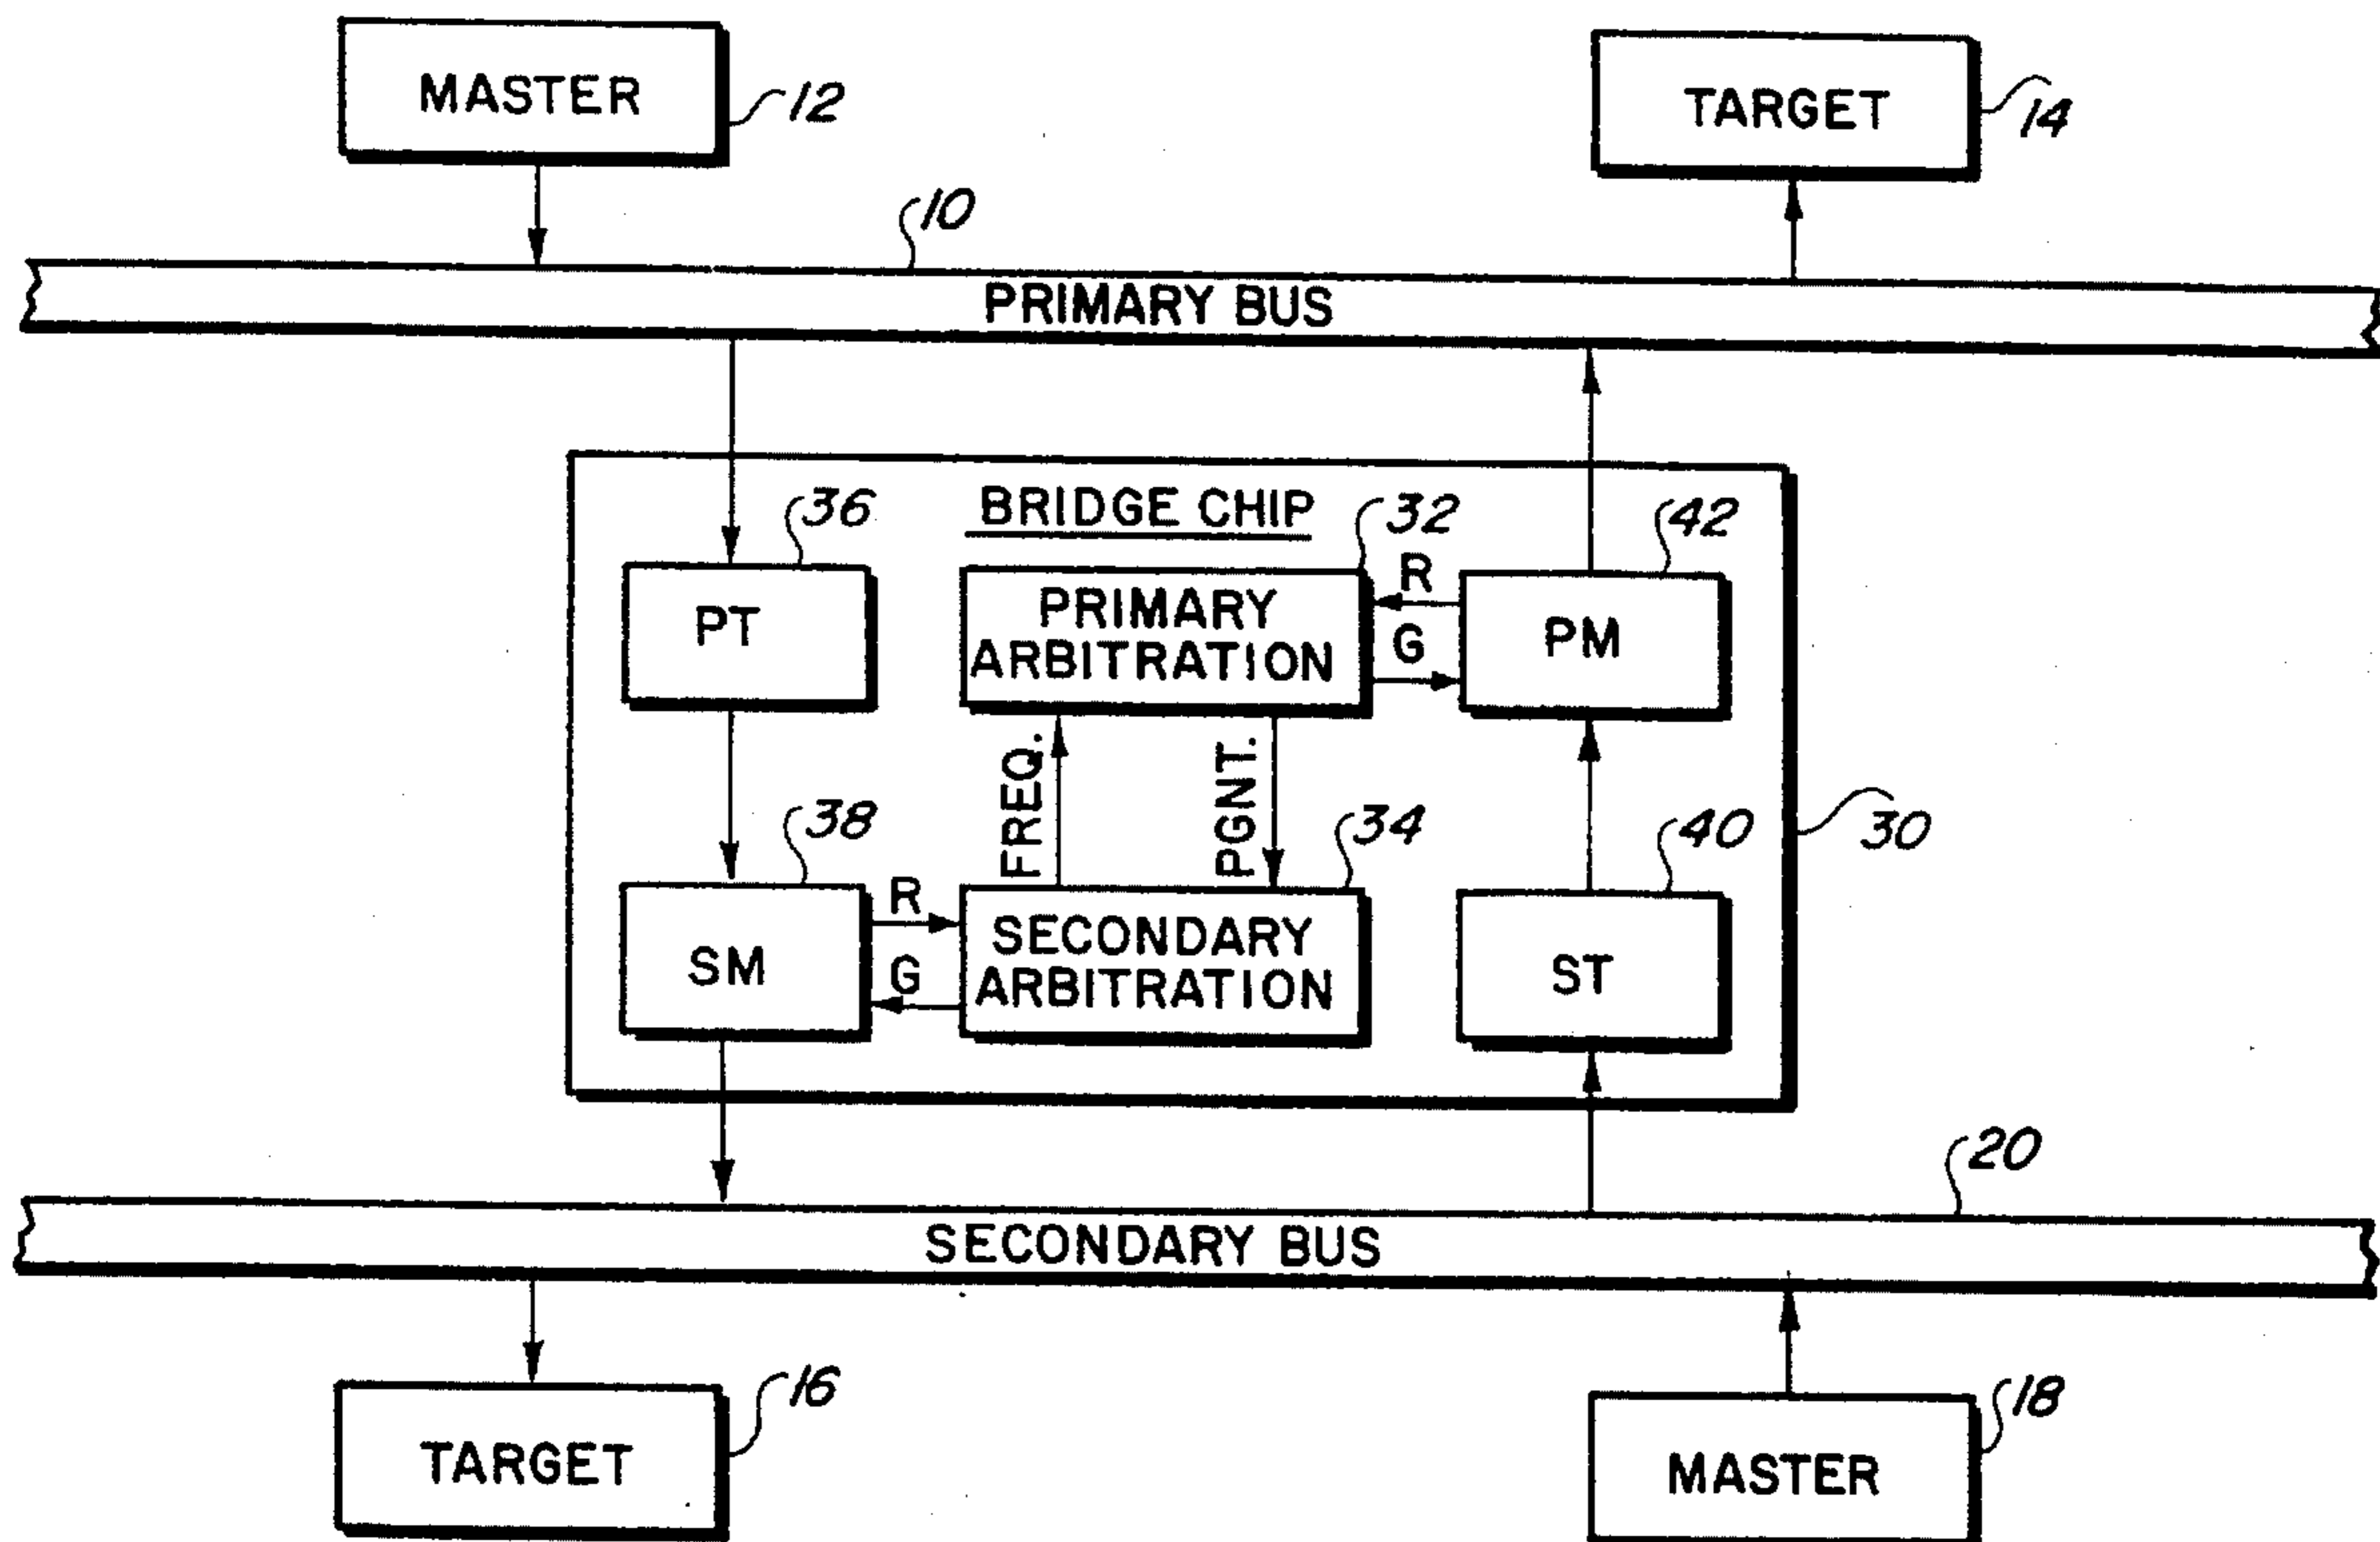 MASTER
12
TARGET
14
10
PRIMARY BUS
BRIDGE CHIP
36
32
42
PT
PRIMARY
ARBITRATION
R
G
PM
FREQ.
PGNT.
38
34
40
30
SM
R
G
SECONDARY
ARBITRATION
ST
20
SECONDARY BUS
16
TARGET
18
MASTER